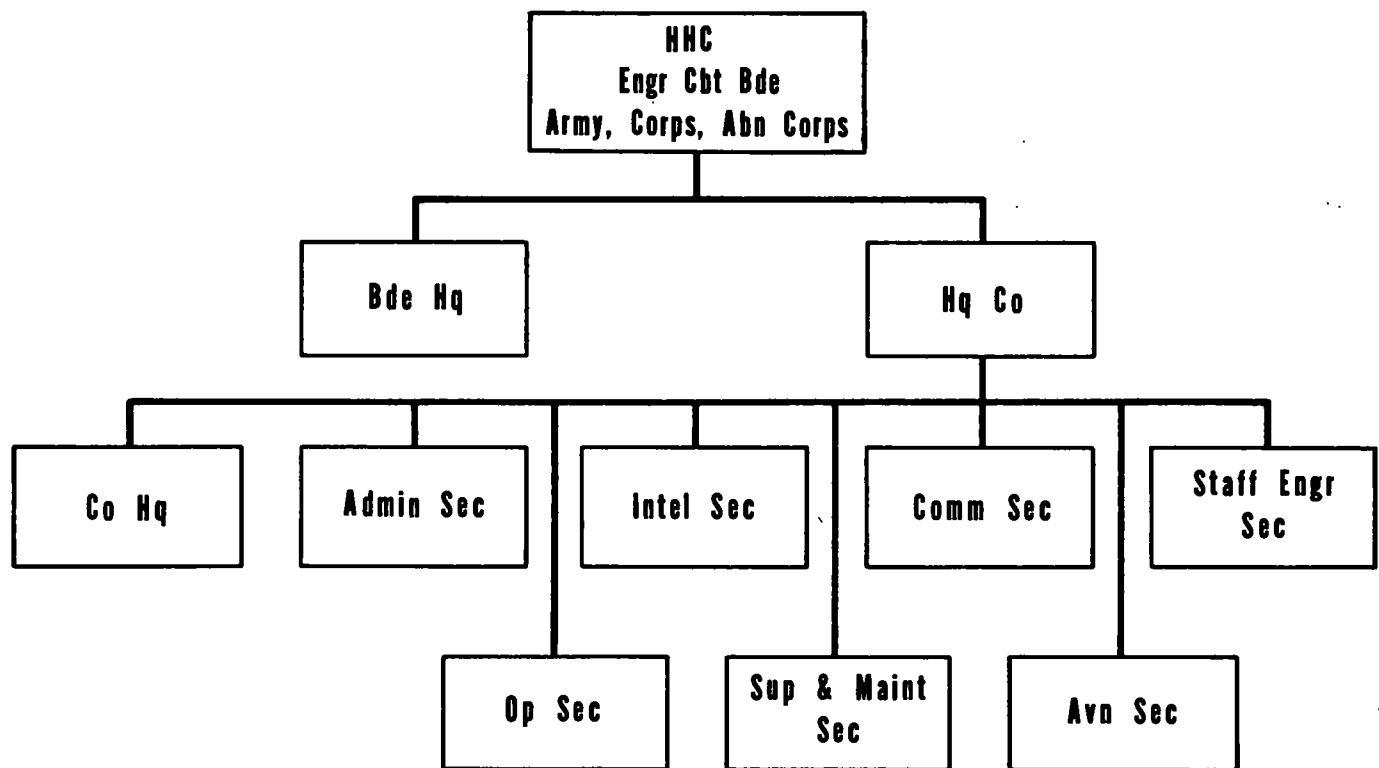 HHC
Engr Cbt Bde
Army, Corps, Abn Corps
Bde Hq
Hq Co
Co Hq
Admin Sec
Intel Sec
Comm Sec
Staff Engr
Sec
Op Sec
Sup & Maint
Sec
Avn Sec